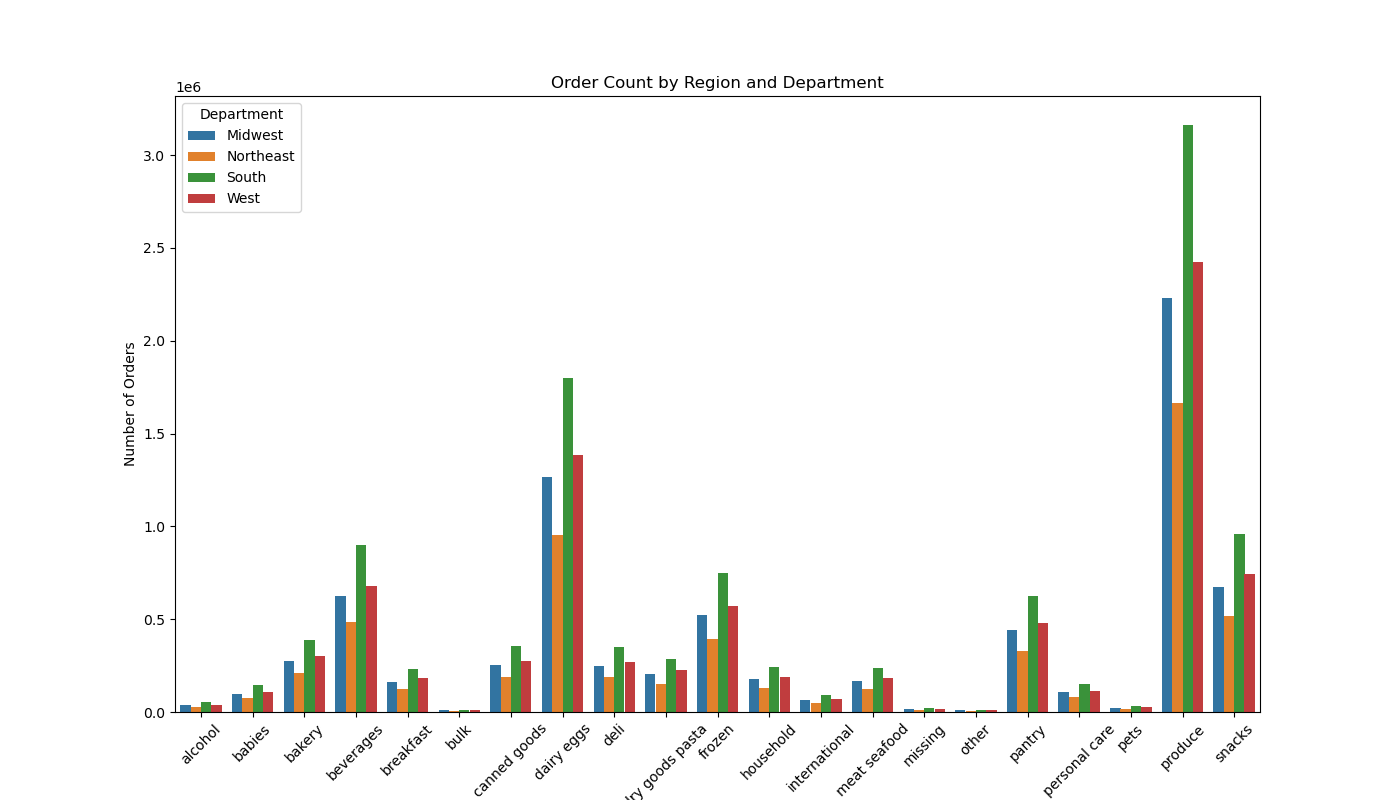 Order Count by Region and Department
1e6
Department
Midwest
Northeast
South
West
Number of Orders
3.0
2.5
2.0
1.5
1.0
0.5
0.0
alcohol
babies
bakery
beverages
breakfast
bulk
canned goods
dairy eggs
deli
ry goods pasta
frozen
household
international
meat seafood
missing
other
pantry
personal care
pets
produce
snacks